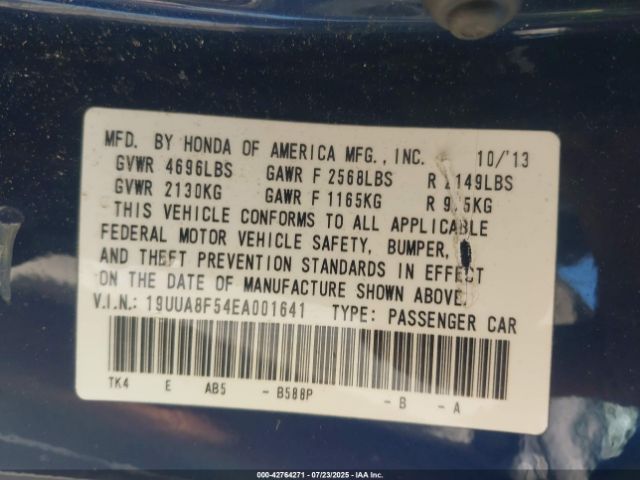 MFD. BY HONDA OF AMERICA MFG., INC. 10/'13
GVWR 4696LBS GAWR F 2568LBS R 2149LBS
GVWR 2130KG GAWR F 1165KG R
THIS VEHICLE CONFORMS TO ALL APPLICABLE
FEDERAL MOTOR VEHICLE SAFETY, BUMPER,
AND THEFT PREVENTION STANDARDS IN EFFECT
ON THE DATE OF MANUFACTURE SHOWN ABOVE.
V.I.N.: 19UUA8F54EA001641 TYPE: PASSENGER CAR
TK4 E AB5 - B588P - B - A
000-42764271 - 07/23/2025 - IAA Inc.